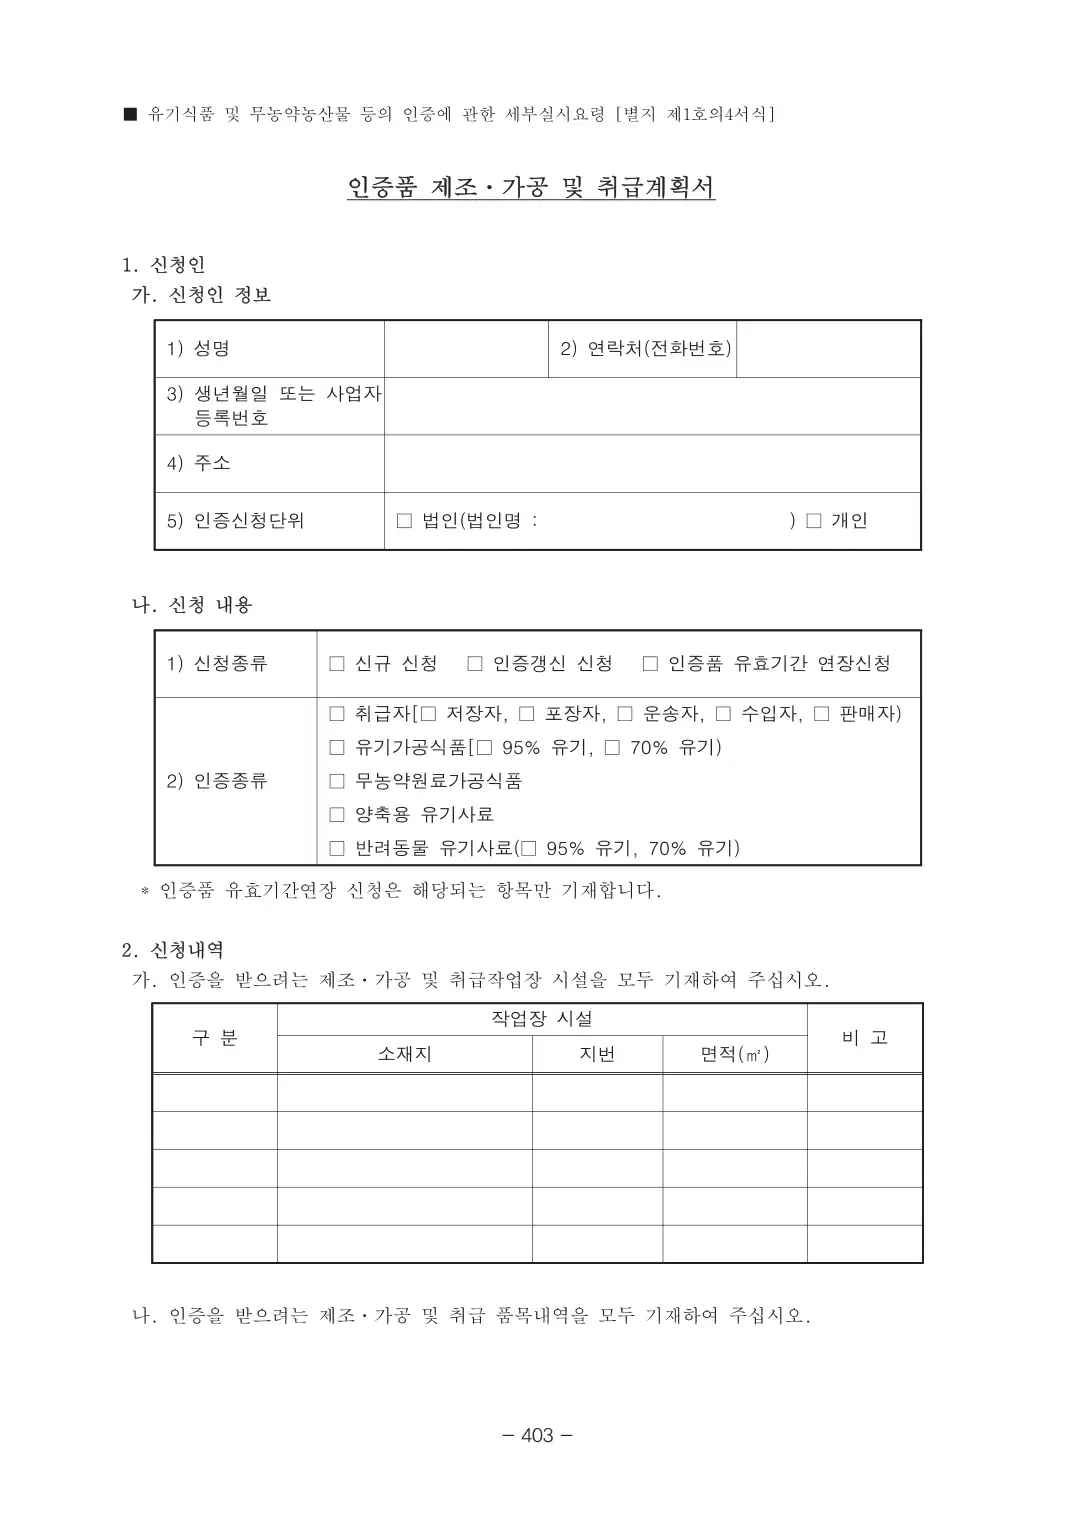 ■ 유기식품 및 무농약농산물 등의 인증에 관한 세부실시요령 [별지 제1호의4서식]
인증품 제조·가공 및 취급계획서
1. 신청인
가. 신청인 정보
1) 성명 2) 연락처(전화번호)
3) 생년월일 또는 사업자
등록번호
4) 주소
5) 인증신청단위 □ 법인(법인명 : ) □ 개인
나. 신청 내용
1) 신청종류 □ 신규 신청 □ 인증갱신 신청 □ 인증품 유효기간 연장신청
□ 취급자[□ 저장자, □ 포장자, □ 운송자, □ 수입자, □ 판매자)
□ 유기가공식품[□ 95% 유기, □ 70% 유기)
2) 인증종류 □ 무농약원료가공식품
□ 양축용 유기사료
□ 반려동물 유기사료(□ 95% 유기, 70% 유기)
* 인증품 유효기간연장 신청은 해당되는 항목만 기재합니다.
2. 신청내역
가. 인증을 받으려는 제조·가공 및 취급작업장 시설을 모두 기재하여 주십시오.
구 분 작업장 시설 비 고
소재지 지번 면적(㎡)
나. 인증을 받으려는 제조·가공 및 취급 품목내역을 모두 기재하여 주십시오.
- 403 -